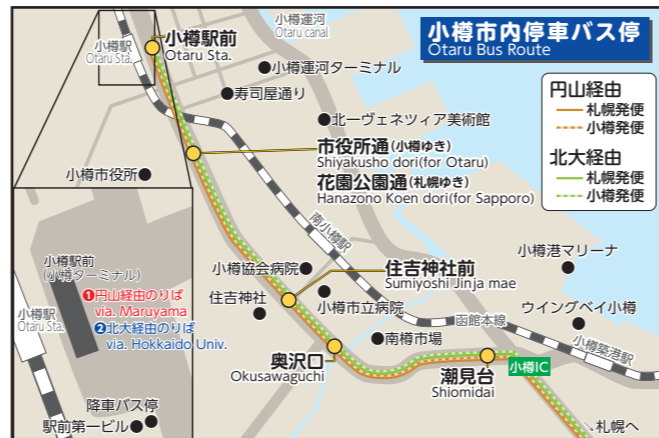 小樽市内停車バス停
Otaru Bus Route
円山経由
札幌発便
小樽発便
北大経由
札幌発便
小樽発便
小樽駅
Otaru Sta.
小樽駅前
Otaru Sta.
小樽運河
Otaru canal
小樽運河ターミナル
寿司屋通り
北一ヴェネツィア美術館
市役所通(小樽ゆき)
Shiyakusho dori(for Otaru)
花園公園通(札幌ゆき)
Hanazono Koen dori(for Sapporo)
小樽市役所
南小樽駅
小樽港マリーナ
小樽協会病院
住吉神社前
Sumiyoshi Jinja mae
住吉神社
小樽市立病院
函館本線
ウイングベイ小樽
南樽市場
小樽築港駅
奥沢口
Okusawaguchi
潮見台
Shiomidai
小樽IC
札幌へ
小樽駅前
(小樽ターミナル)
小樽駅
Otaru Sta.
❶円山経由のりば
via. Maruyama
❷北大経由のりば
via. Hokkaido Univ.
降車バス停
駅前第一ビル